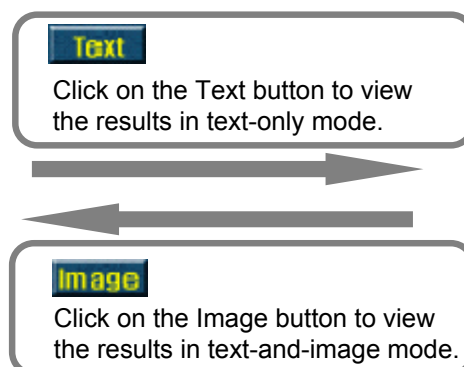 Text
Click on the Text button to view
the results in text-only mode.
Image
Click on the Image button to view
the results in text-and-image mode.